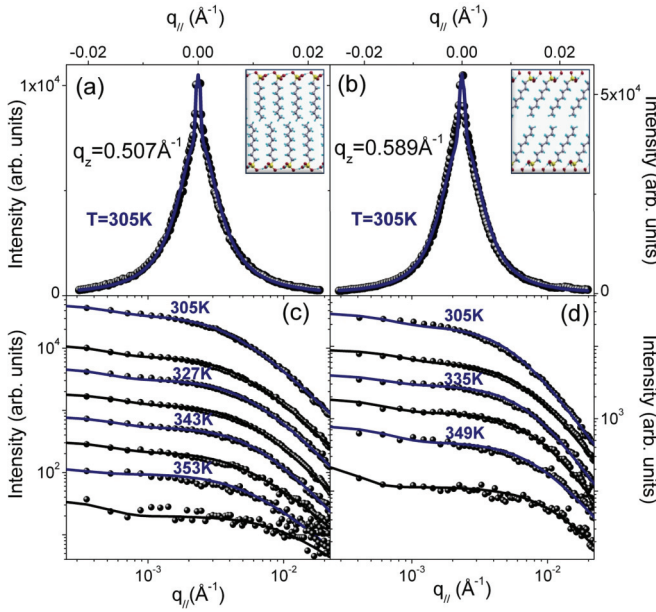 q// (Å-1)
-0.02 0.00 0.02 -0.02 0.00 0.02
(a) (b)
1x10⁴ 5x10⁴
qz=0.507Å-1 qz=0.589Å-1
T=305K T=305K
Intensity (arb. units) Intensity (arb. units)
0 0
(c) (d)
305K 305K
10⁴
327K 335K
10³
343K 349K
10²
353K
Intensity (arb. units) Intensity (arb. units)
10-3 10-2 10-3 10-2
q//(Å-1) q//(Å-1)